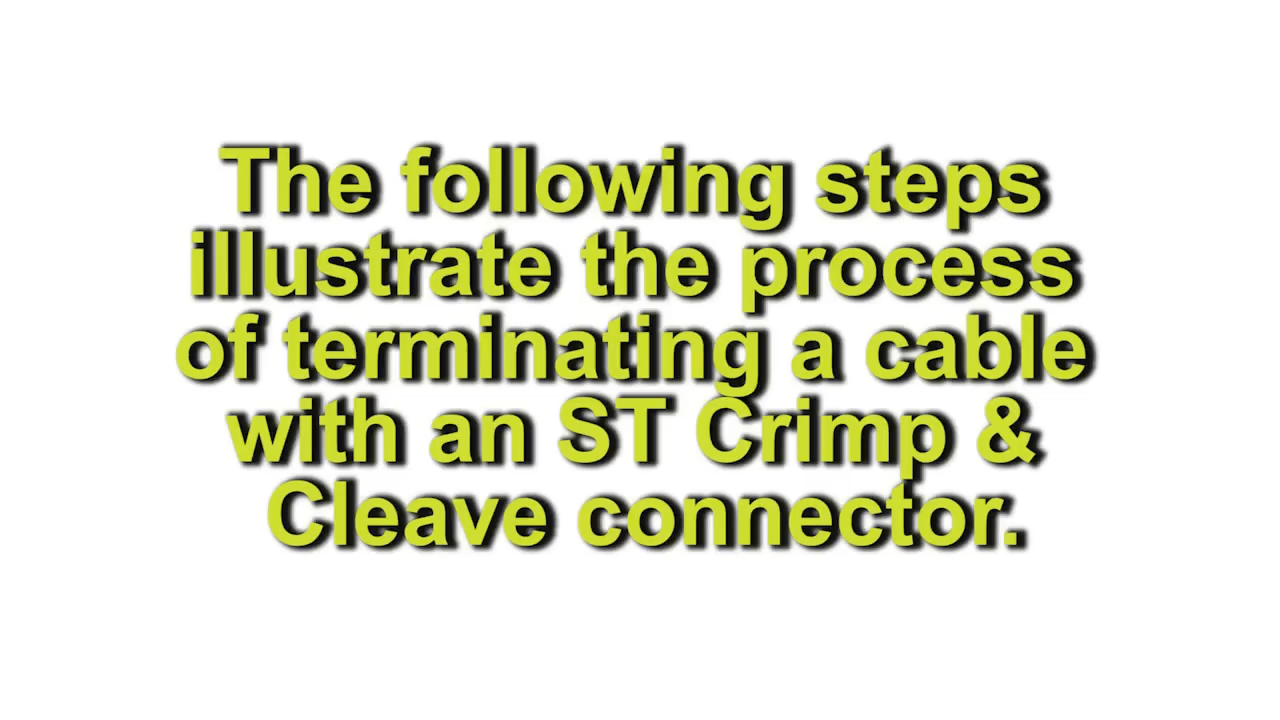 The following steps
illustrate the process
of terminating a cable
with an ST Crimp &
Cleave connector.